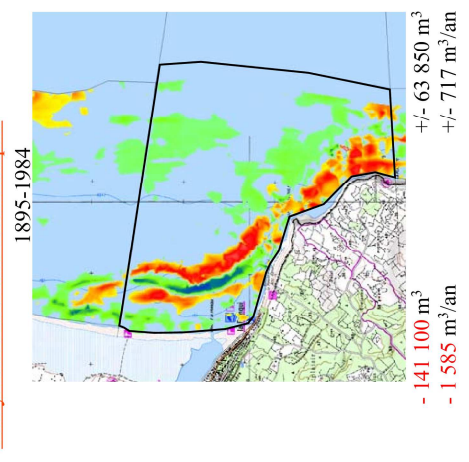 1895-1984
- 141 100 m³
+/- 63 850 m³
- 1 585 m³/an
+/- 717 m³/an